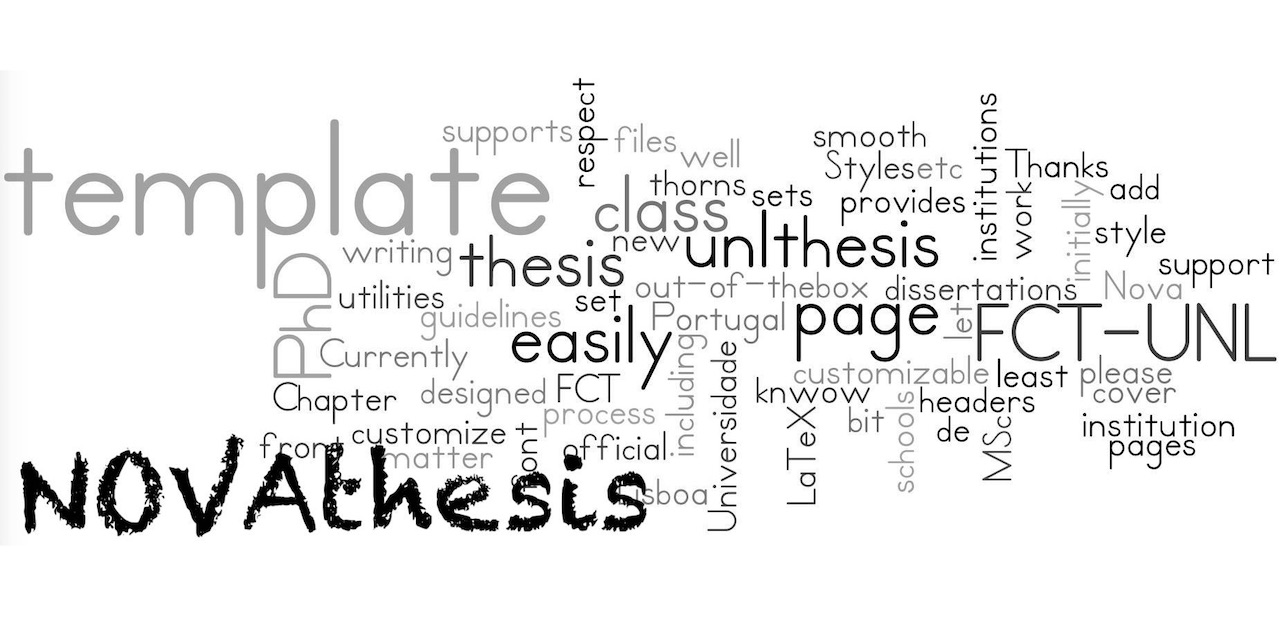 respect
institutions
supports
files
smooth
well
Stylesetc
Thanks
template
thorns
sets
provides
work
initially
add
class
style
writing
thesis
new
unlthesis
support
PhD
utilities
set
out-of-thebox
dissertations
Nova
guidelines
easily
Portugal
page
let
FCT-UNL
Currently
including
Universidade
customizable
least
please
Chapter
designed
FCT
knwow
headers
cover
process
LaTeX
bit
schools
de
MSc
institution
front
customize
font
official
pages
matter
NOVAthesis
isboa